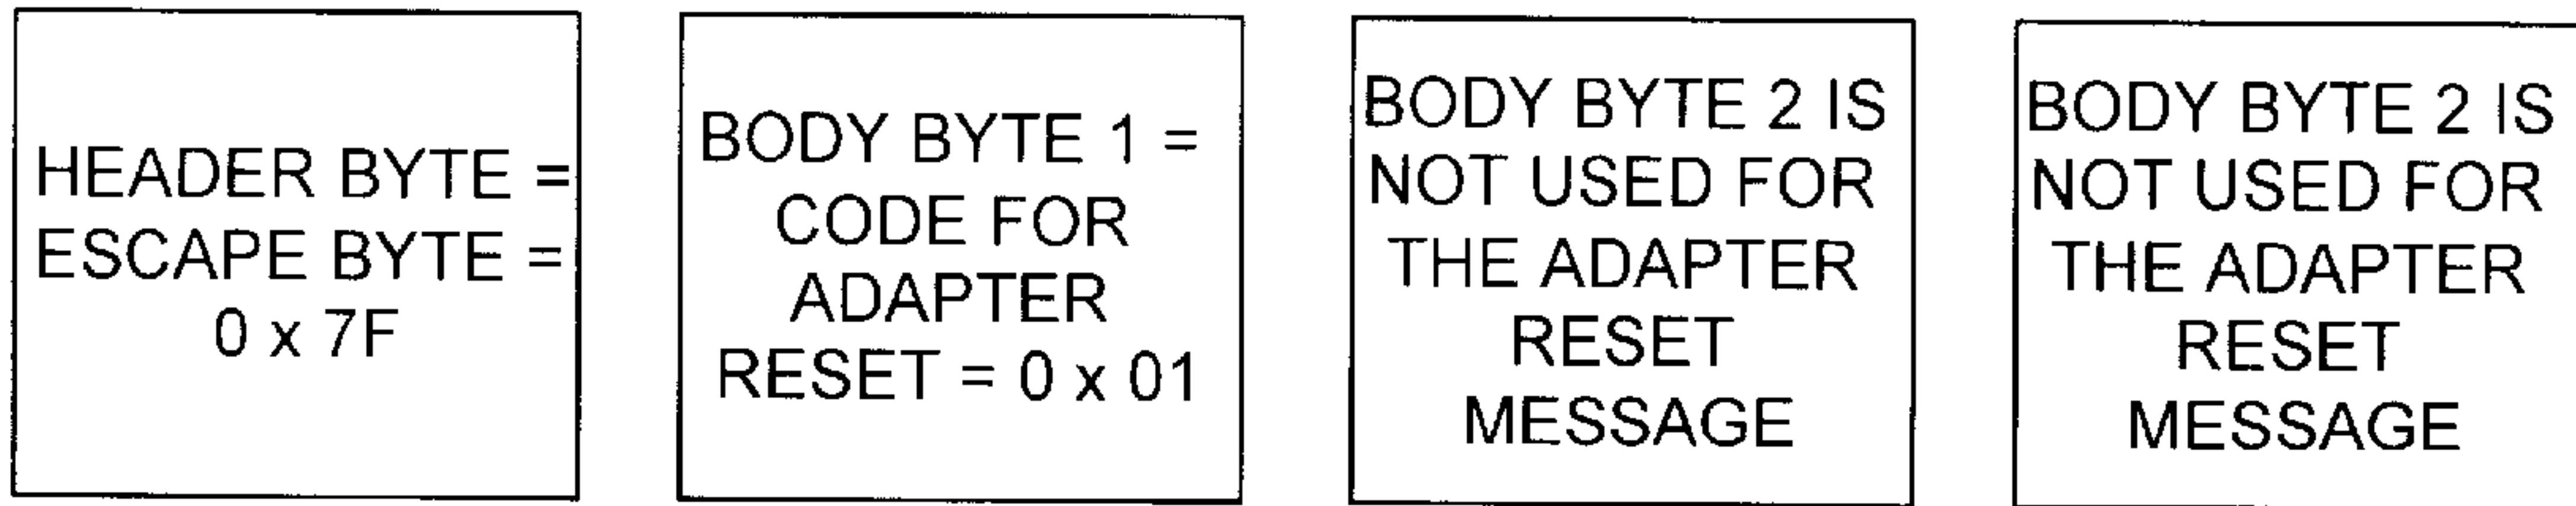 HEADER BYTE =
ESCAPE BYTE =
0 x 7F
BODY BYTE 1 =
CODE FOR
ADAPTER
RESET = 0 x 01
BODY BYTE 2 IS
NOT USED FOR
THE ADAPTER
RESET
MESSAGE
BODY BYTE 2 IS
NOT USED FOR
THE ADAPTER
RESET
MESSAGE